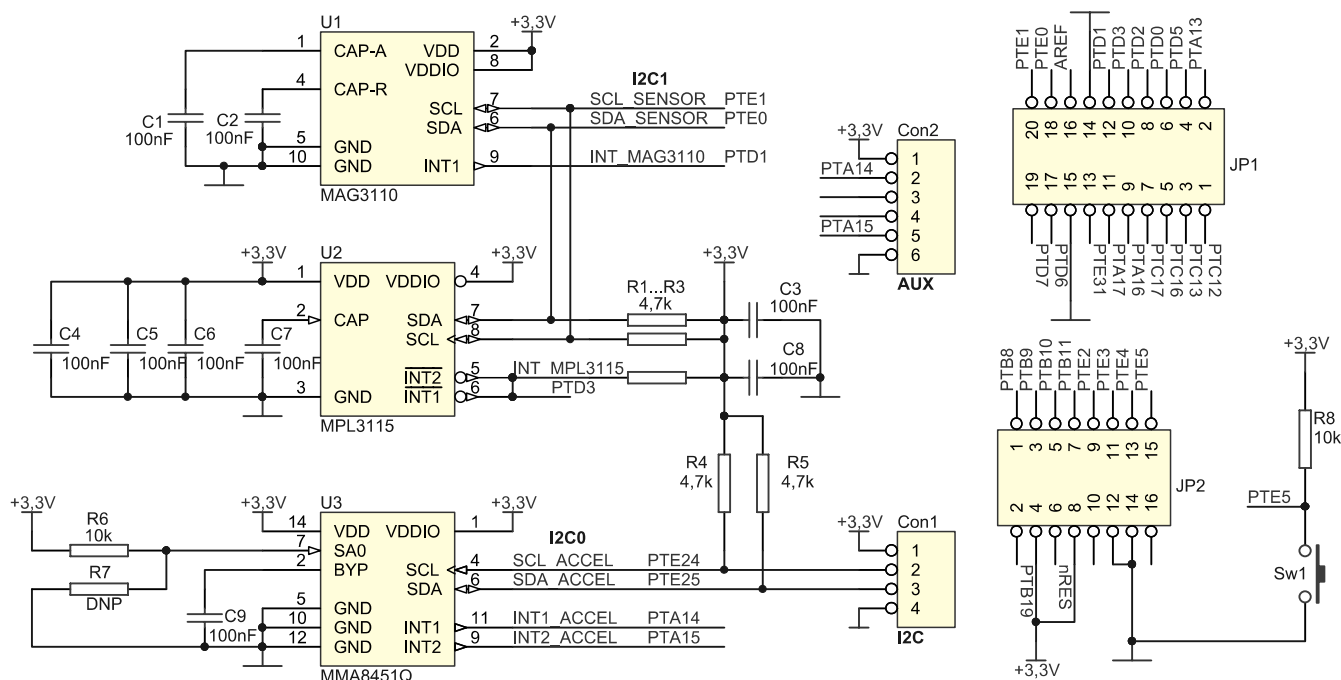 U1
+3,3V
1 CAP-A VDD 2
VDDIO 8
4 CAP-R
I2C1
SCL 7 SCL_SENSOR PTE1
SDA 6 SDA_SENSOR PTE0
C1
100nF
C2
100nF
5 GND
10 GND INT1 9 INT_MAG3110 PTD1
MAG3110
+3,3V
U2
+3,3V
+3,3V
1 VDD VDDIO 4
R1...R3
4,7k
C3
100nF
2 CAP SDA 7
SCL 8
C4
100nF
C5
100nF
C6
100nF
C7
100nF
C8
100nF
INT2 5 INT_MPL3115
3 GND INT1 6 PTD3
MPL3115
R4
4,7k
R5
4,7k
+3,3V
+3,3V
U3
+3,3V
R6
10k
14 VDD VDDIO 1
7 SA0
2 BYP
I2C0
SCL 4 SCL_ACCEL PTE24
SDA 6 SDA_ACCEL PTE25
R7
DNP
C9
100nF
5 GND
10 GND INT1 11 INT1_ACCEL PTA14
12 GND INT2 9 INT2_ACCEL PTA15
MMA8451Q
+3,3V Con2
1
PTA14 2
3
4
PTA15 5
6
AUX
+3,3V Con1
1
2
3
4
I2C
PTE1 PTE0 AREF PTD1 PTD3 PTD2 PTD0 PTD5 PTA13
20 18 16 14 12 10 8 6 4 2
JP1
19 17 15 13 11 9 7 5 3 1
PTD7 PTD6 PTE31 PTA17 PTA16 PTC17 PTC16 PTC13 PTC12
PTB8 PTB9 PTB10 PTB11 PTE2 PTE3 PTE4 PTE5
1 3 5 7 9 11 13 15
JP2
2 4 6 8 10 12 14 16
PTB19 nRES
+3,3V
+3,3V
R8
10k
PTE5
Sw1